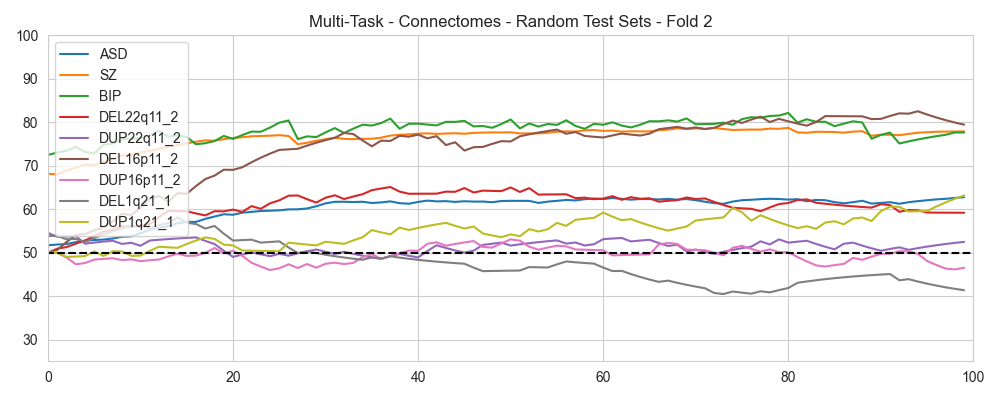 Multi-Task - Connectomes - Random Test Sets - Fold 2
100
90
80
70
60
50
40
30
ASD
SZ
BIP
DEL22q11_2
DUP22q11_2
DEL16p11_2
DUP16p11_2
DEL1q21_1
DUP1q21_1
0 20 40 60 80 100